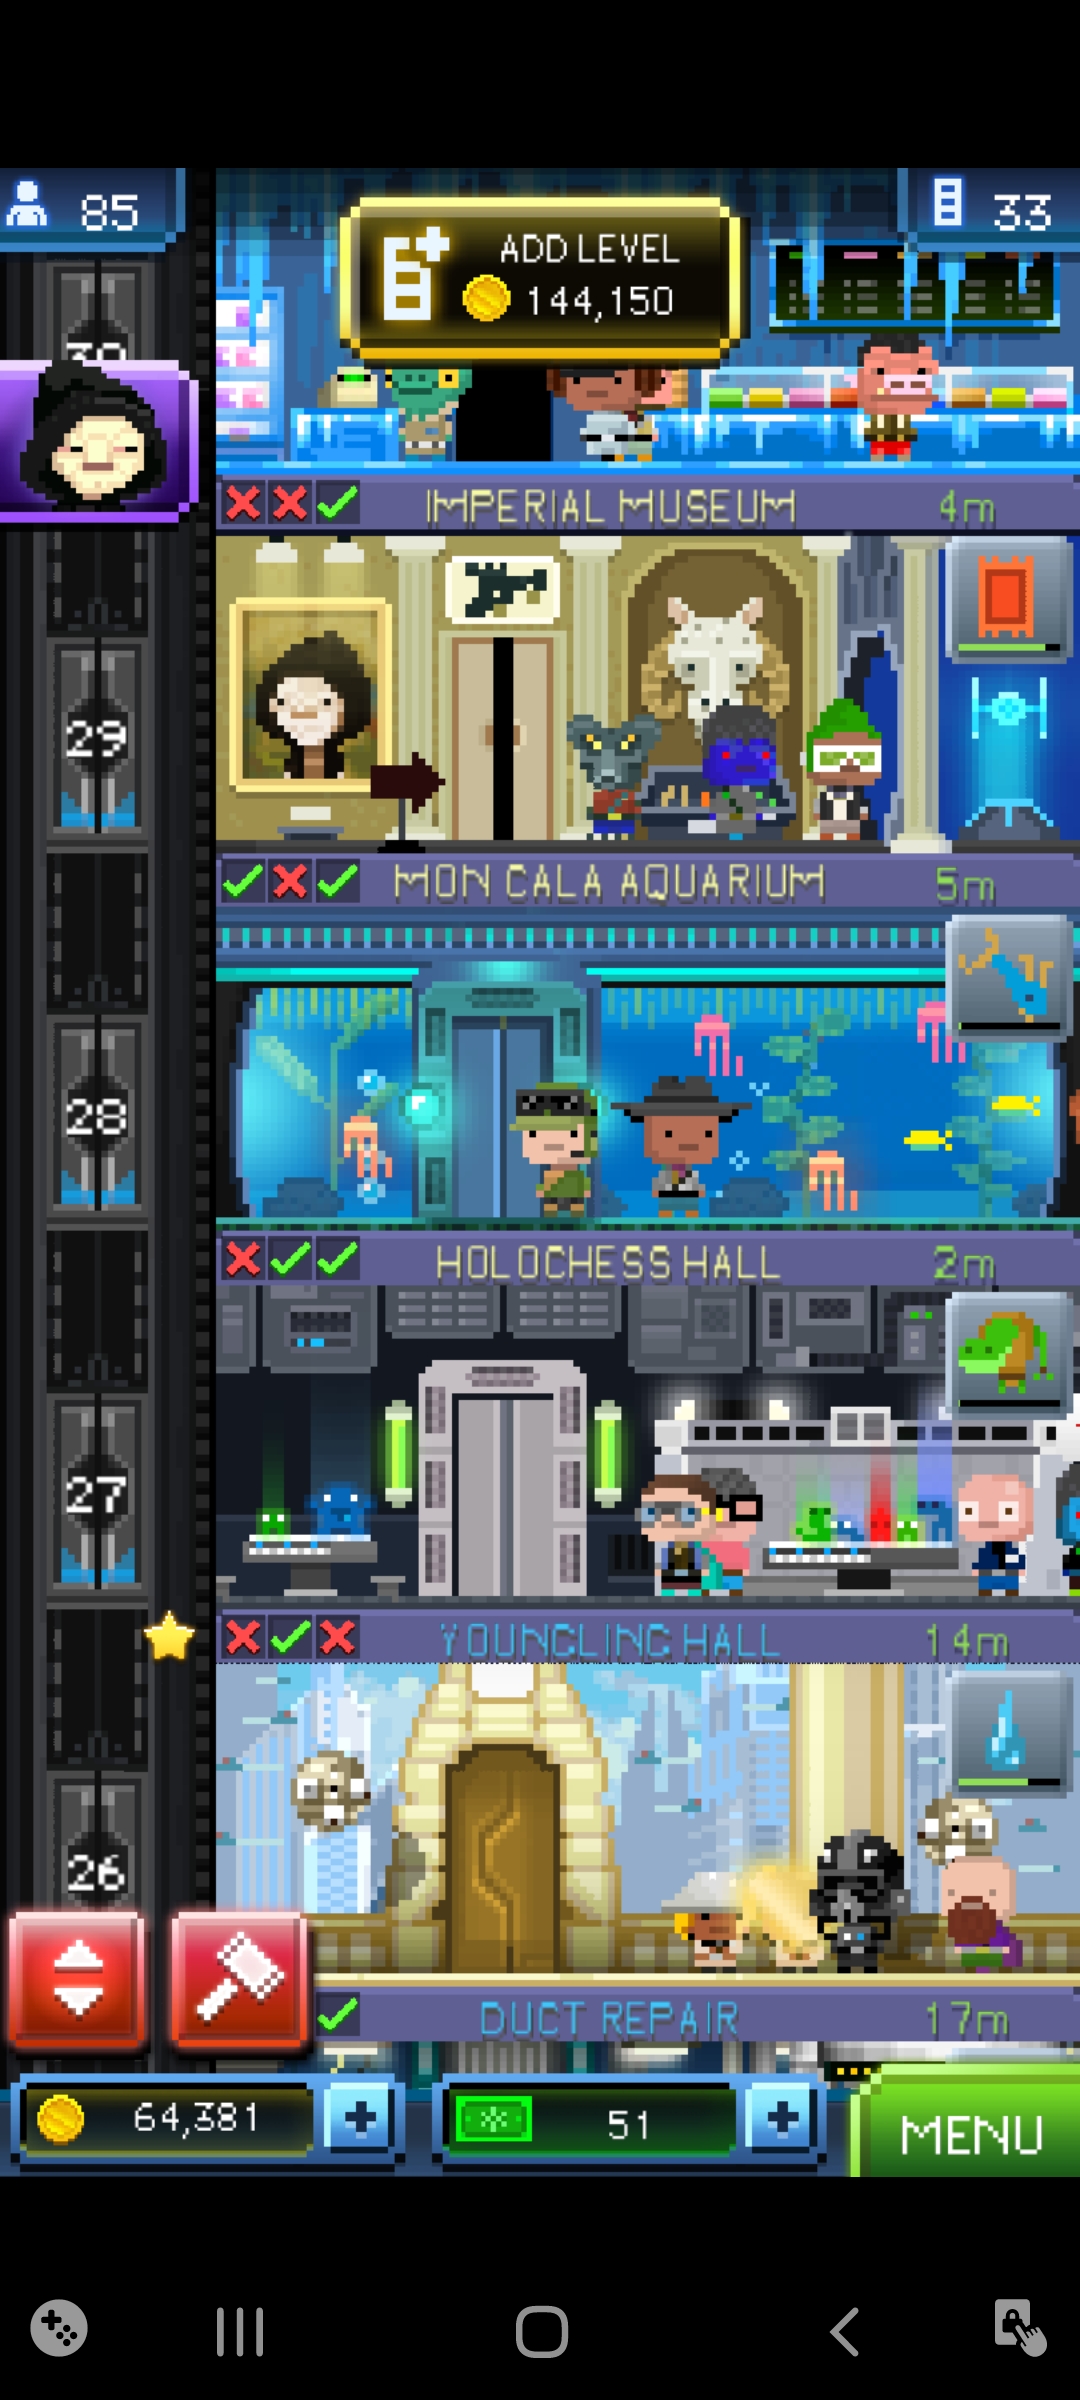 85
33
ADD LEVEL
144,150
30
IMPERIAL MUSEUM 4m
29
MON CALA AQUARIUM 5m
28
HOLOCHESS HALL 2m
27
YOUNGLING HALL 14m
26
DUCT REPAIR 17m
64,381
51
MENU